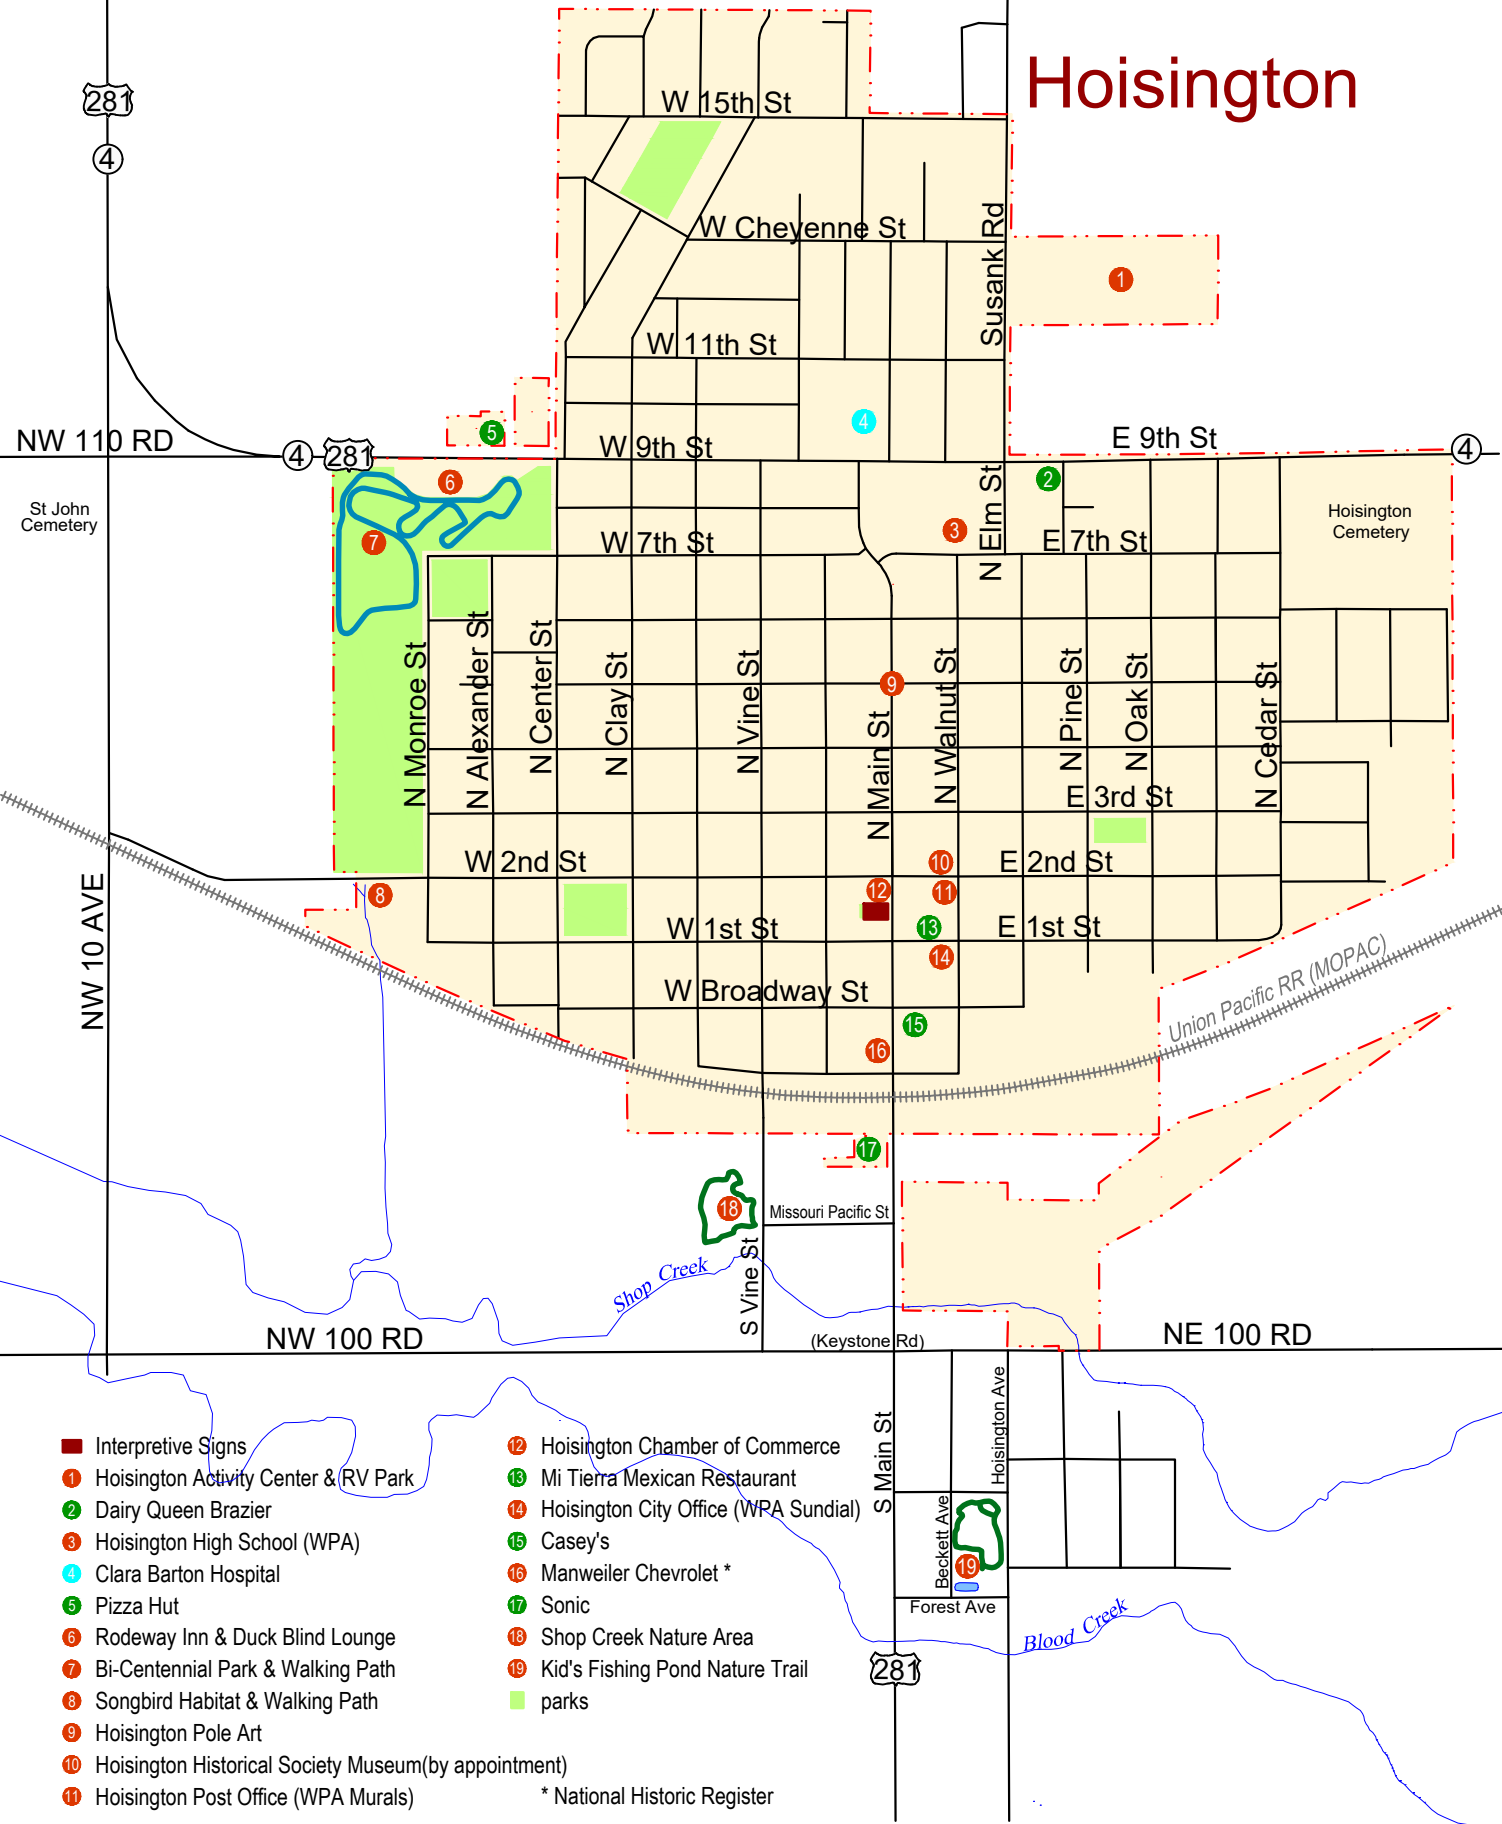 Hoisington
281
4
W 15th St
W Cheyenne St
Susank Rd
1
W 11th St
4
5
NW 110 RD
4
281
W 9th St
E 9th St
4
St John
Cemetery
6
2
Hoisington
Cemetery
7
W 7th St
3
N Elm St
E 7th St
N Monroe St
N Alexander St
N Center St
N Clay St
N Vine St
9
N Main St
N Walnut St
N Pine St
N Oak St
N Cedar St
E 3rd St
W 2nd St
10
E 2nd St
8
12
11
NW 10 AVE
W 1st St
13
E 1st St
14
W Broadway St
15
16
Union Pacific RR (MOPAC)
17
18
Missouri Pacific St
Shop Creek
S Vine St
NW 100 RD
(Keystone Rd)
NE 100 RD
S Main St
Hoisington Ave
Beckett Ave
19
Forest Ave
Blood Creek
281
Interpretive Signs
1 Hoisington Activity Center & RV Park
2 Dairy Queen Brazier
3 Hoisington High School (WPA)
4 Clara Barton Hospital
5 Pizza Hut
6 Rodeway Inn & Duck Blind Lounge
7 Bi-Centennial Park & Walking Path
8 Songbird Habitat & Walking Path
9 Hoisington Pole Art
10 Hoisington Historical Society Museum(by appointment)
11 Hoisington Post Office (WPA Murals)
12 Hoisington Chamber of Commerce
13 Mi Tierra Mexican Restaurant
14 Hoisington City Office (WPA Sundial)
15 Casey's
16 Manweiler Chevrolet *
17 Sonic
18 Shop Creek Nature Area
19 Kid's Fishing Pond Nature Trail
parks
* National Historic Register